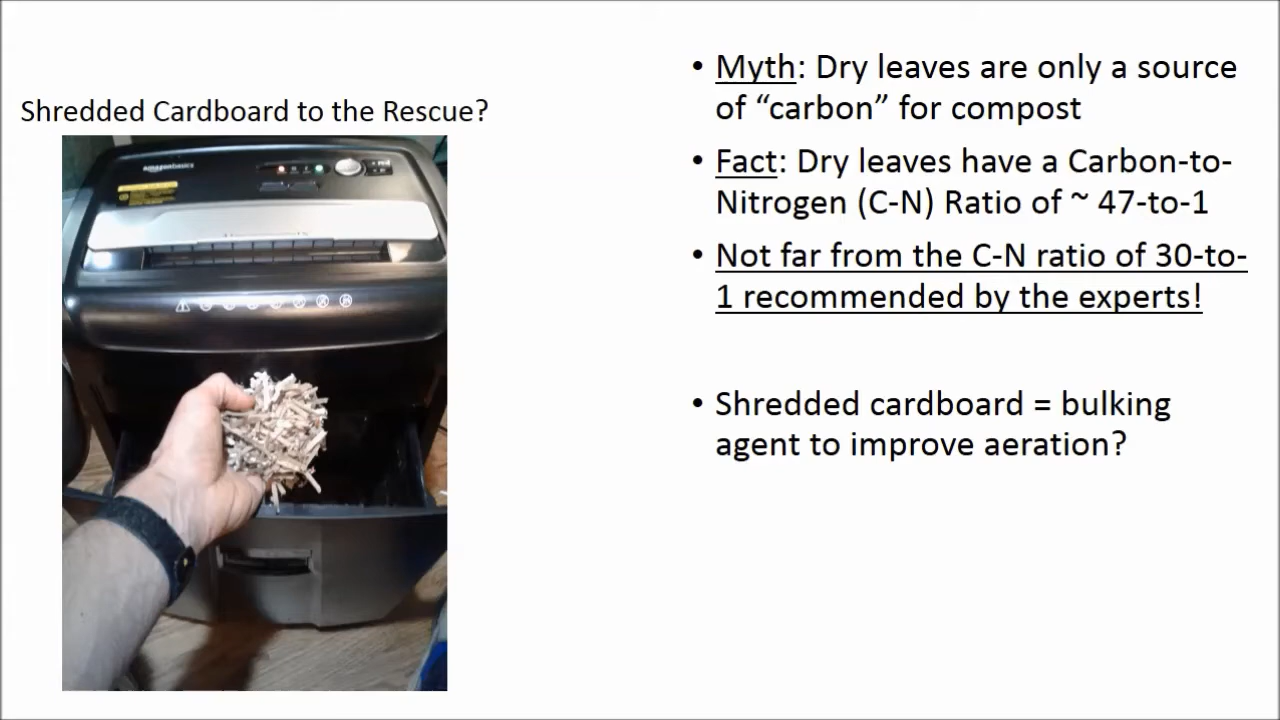 Shredded Cardboard to the Rescue?
amazonbasics
• Myth: Dry leaves are only a source
of “carbon” for compost
• Fact: Dry leaves have a Carbon-to-
Nitrogen (C-N) Ratio of ~ 47-to-1
• Not far from the C-N ratio of 30-to-
1 recommended by the experts!
• Shredded cardboard = bulking
agent to improve aeration?